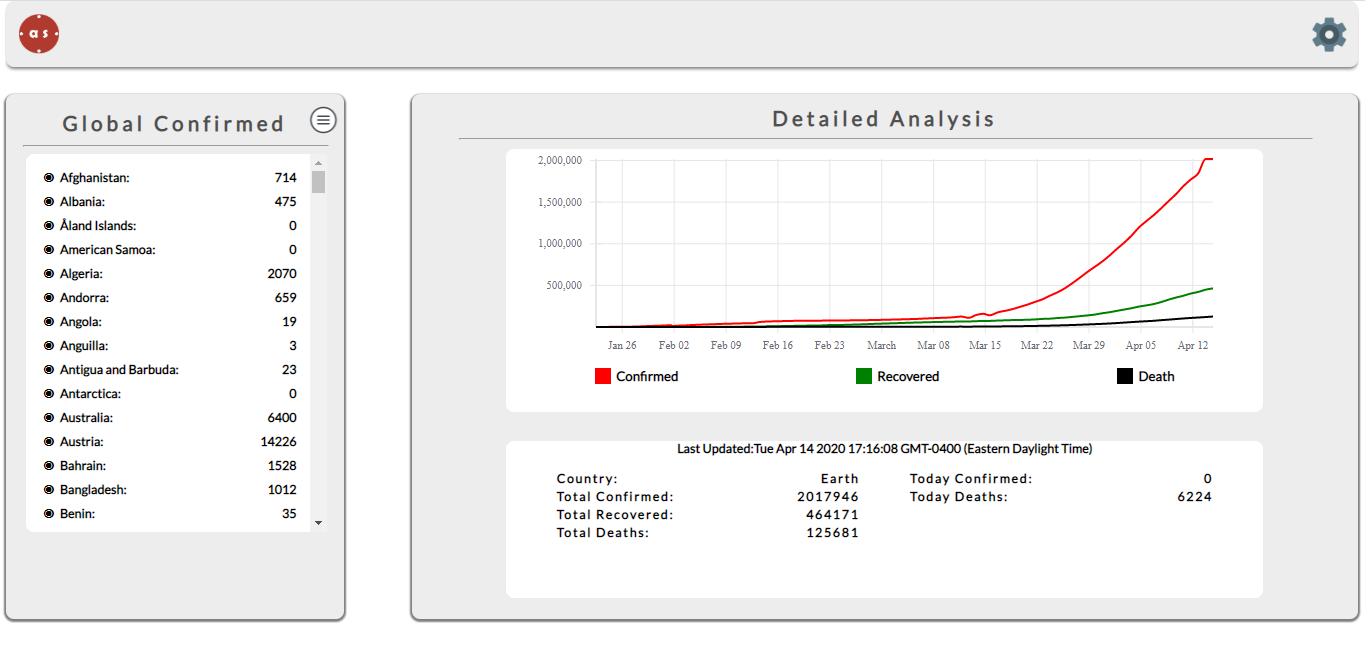 as
Global Confirmed
Afghanistan: 714
Albania: 475
Åland Islands: 0
American Samoa: 0
Algeria: 2070
Andorra: 659
Angola: 19
Anguilla: 3
Antigua and Barbuda: 23
Antarctica: 0
Australia: 6400
Austria: 14226
Bahrain: 1528
Bangladesh: 1012
Benin: 35
Detailed Analysis
2,000,000
1,500,000
1,000,000
500,000
Jan 26 Feb 02 Feb 09 Feb 16 Feb 23 March Mar 08 Mar 15 Mar 22 Mar 29 Apr 05 Apr 12
Confirmed Recovered Death
Last Updated:Tue Apr 14 2020 17:16:08 GMT-0400 (Eastern Daylight Time)
Country: Earth Today Confirmed: 0
Total Confirmed: 2017946 Today Deaths: 6224
Total Recovered: 464171
Total Deaths: 125681